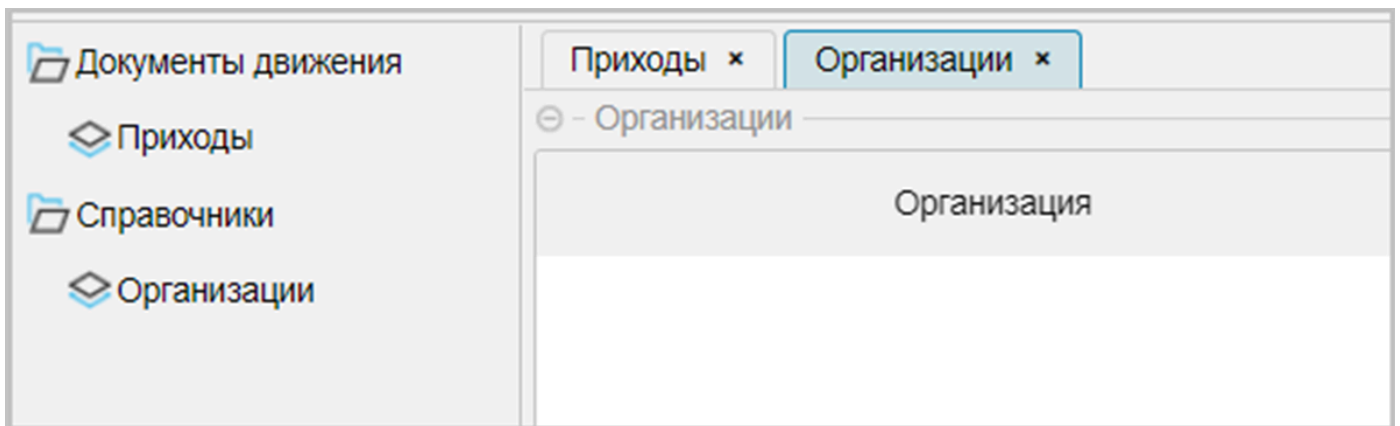 Документы движения
Приходы
Справочники
Организации
Приходы ×
Организации ×
Организации
Организация